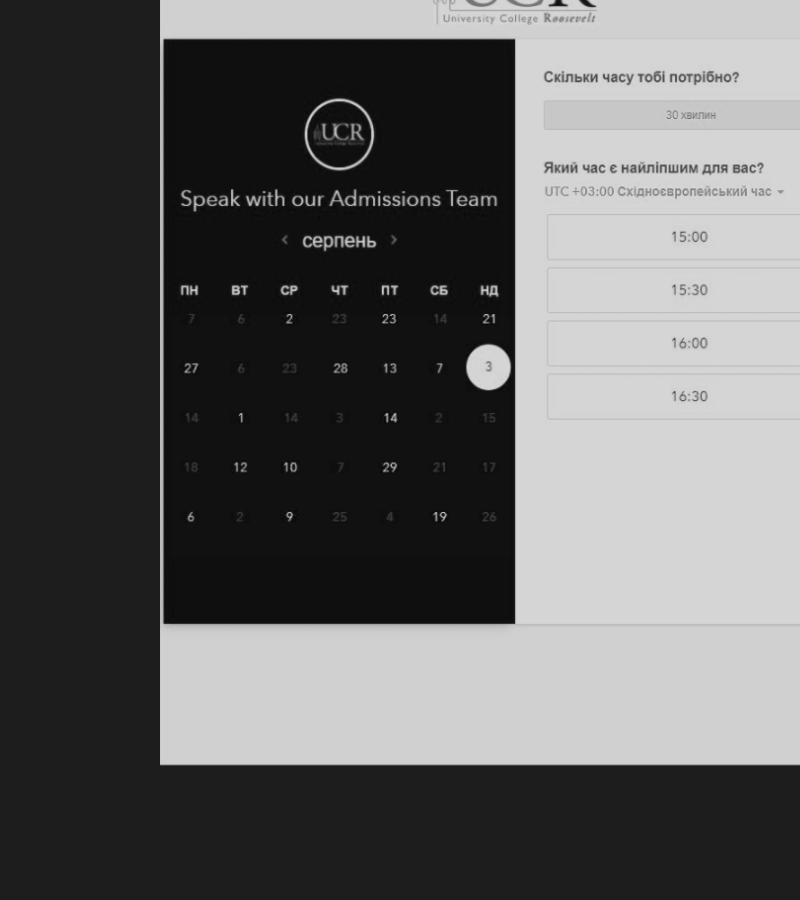 University College Roosevelt
UCR
Speak with our Admissions Team
‹ серпень ›
ПН ВТ СР ЧТ ПТ СБ НД
7 6 2 23 23 14 21
27 6 23 28 13 7 3
14 1 14 3 14 2 15
18 12 10 7 29 21 17
6 2 9 25 4 19 26
Скільки часу тобі потрібно?
30 хвилин
Який час є найліпшим для вас?
UTC +03:00 Східноєвропейський час
15:00
15:30
16:00
16:30